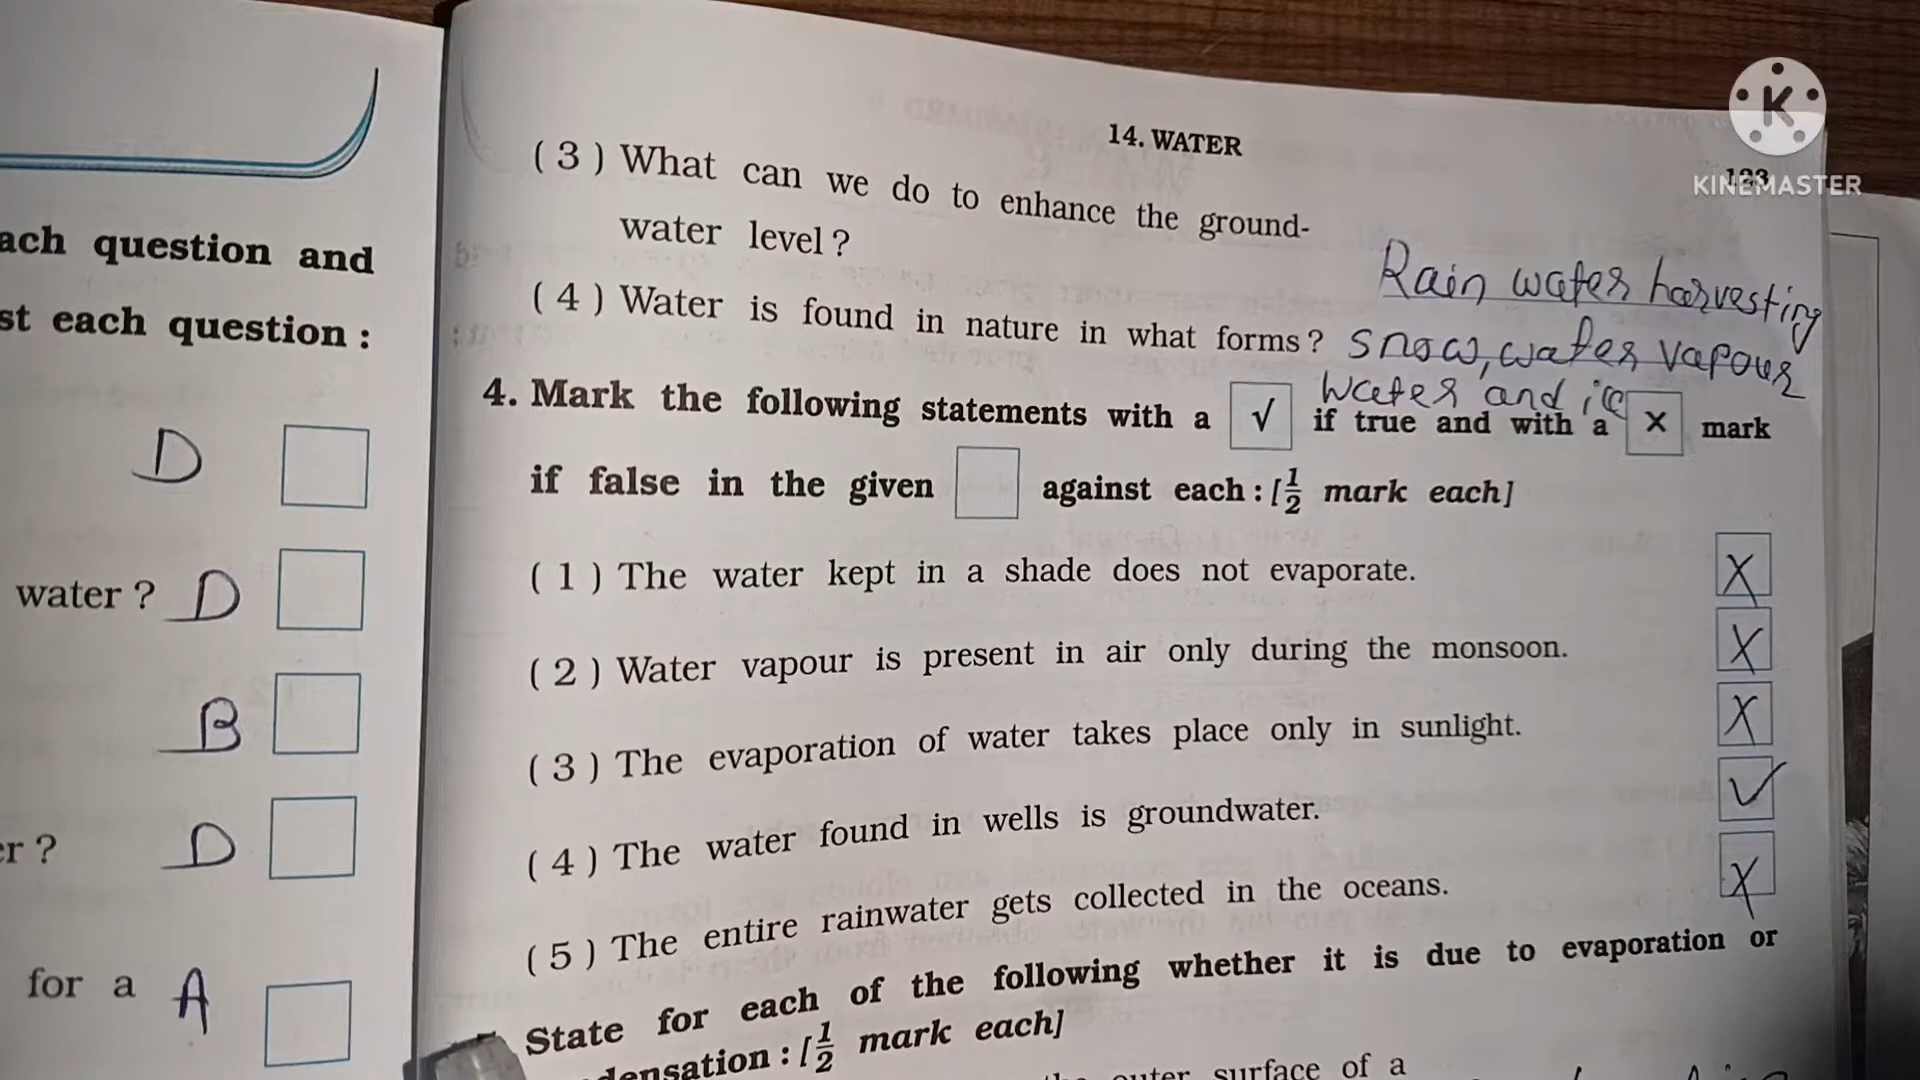 ach question and
st each question :
D
water ? D
B
er ? D
for a A
14. WATER
123
K
KINEMASTER
( 3 ) What can we do to enhance the ground-
water level ?
Rain water harvesting
( 4 ) Water is found in nature in what forms ? snow, water vapour
water and ice
4. Mark the following statements with a √ if true and with a × mark
if false in the given against each : [½ mark each]
( 1 ) The water kept in a shade does not evaporate. X
( 2 ) Water vapour is present in air only during the monsoon. X
( 3 ) The evaporation of water takes place only in sunlight. X
( 4 ) The water found in wells is groundwater. ✓
( 5 ) The entire rainwater gets collected in the oceans. X
State for each of the following whether it is due to evaporation or
densation : [½ mark each]
outer surface of a